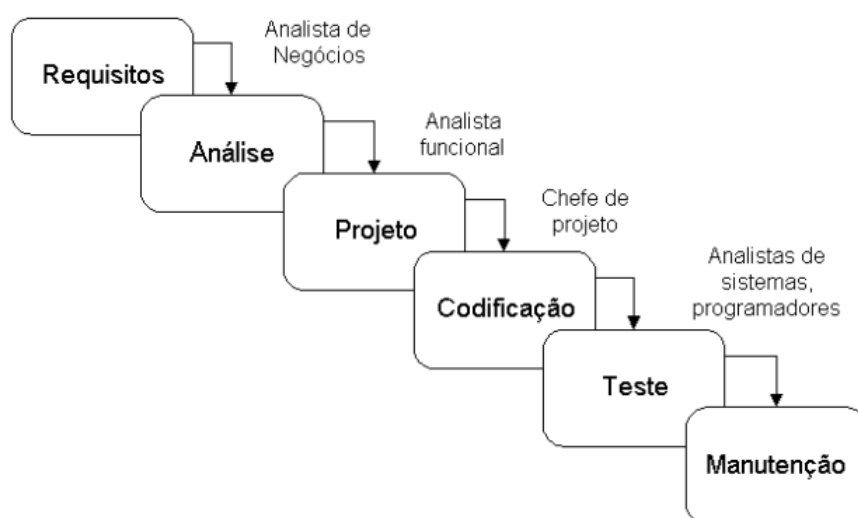 Requisitos
Analista de
Negócios
Análise
Analista
funcional
Projeto
Chefe de
projeto
Codificação
Analistas de
sistemas,
programadores
Teste
Manutenção